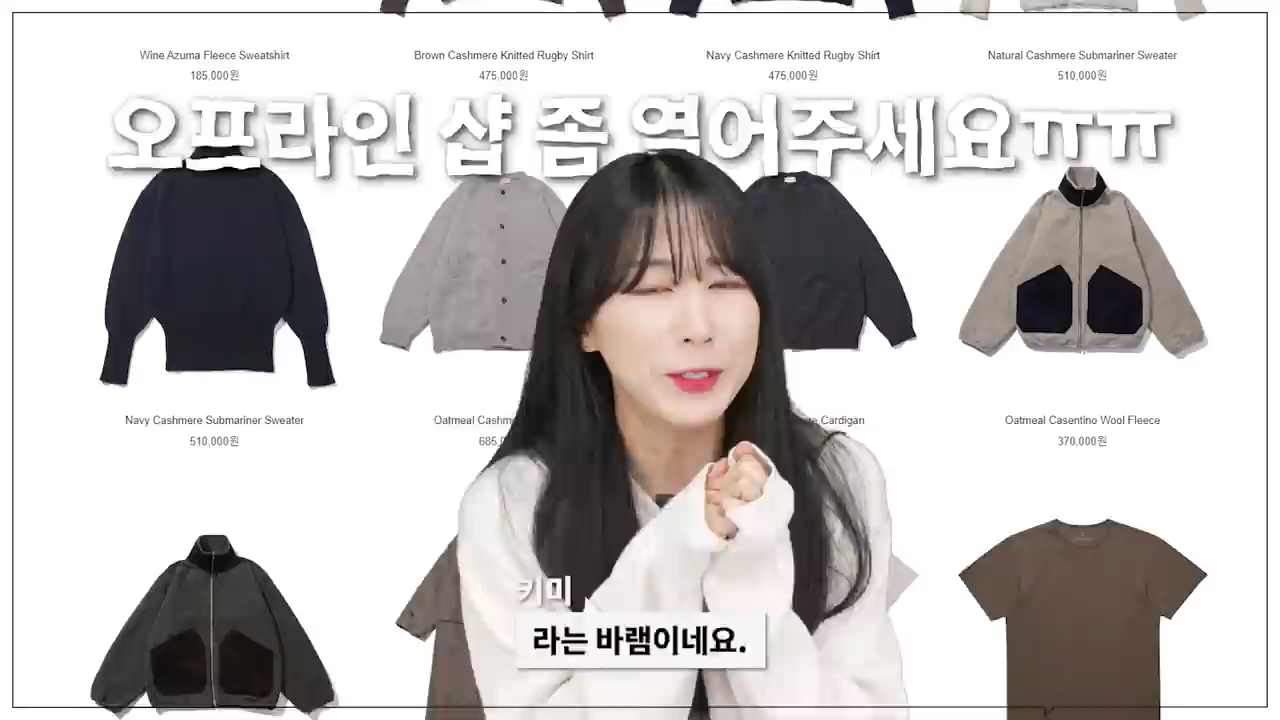 Wine Azuma Fleece Sweatshirt
185,000원
Brown Cashmere Knitted Rugby Shirt
475,000원
Navy Cashmere Knitted Rugby Shirt
475,000원
Natural Cashmere Submariner Sweater
510,000원
오프라인 샵 좀 열어주세요ㅠㅠ
Navy Cashmere Submariner Sweater
510,000원
Oatmeal
685,
Cardigan
Oatmeal Casentino Wool Fleece
370,000원
키미
라는 바램이네요.